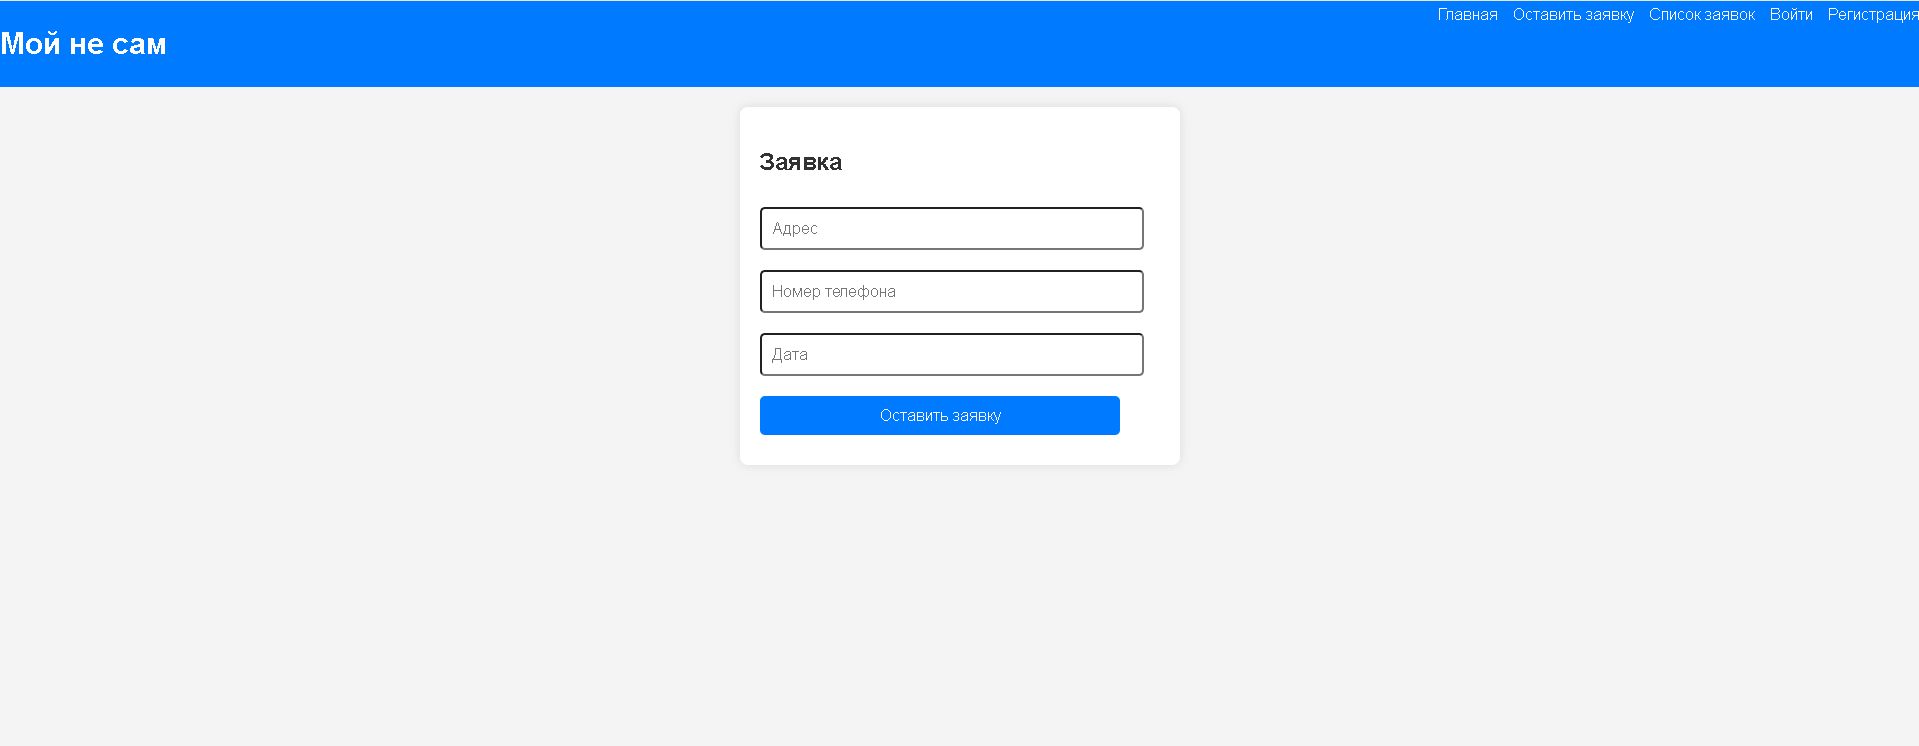 Главная Оставить заявку Список заявок Войти Регистрация
Мой не сам
Заявка
Адрес
Номер телефона
Дата
Оставить заявку